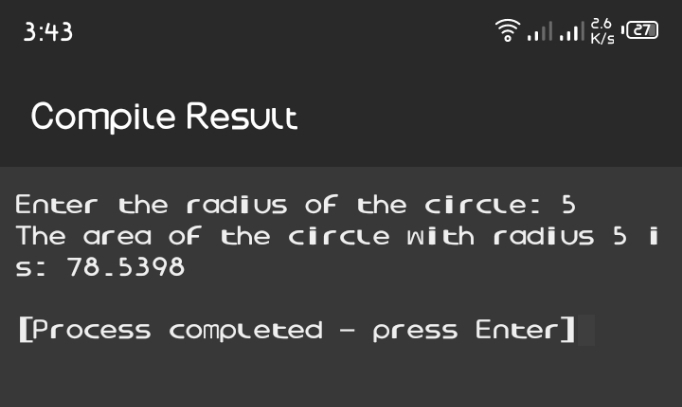 3:43
2.6
K/s
27
Compile Result
Enter the radius of the circle: 5
The area of the circle with radius 5 i
s: 78.5398
[Process completed - press Enter]